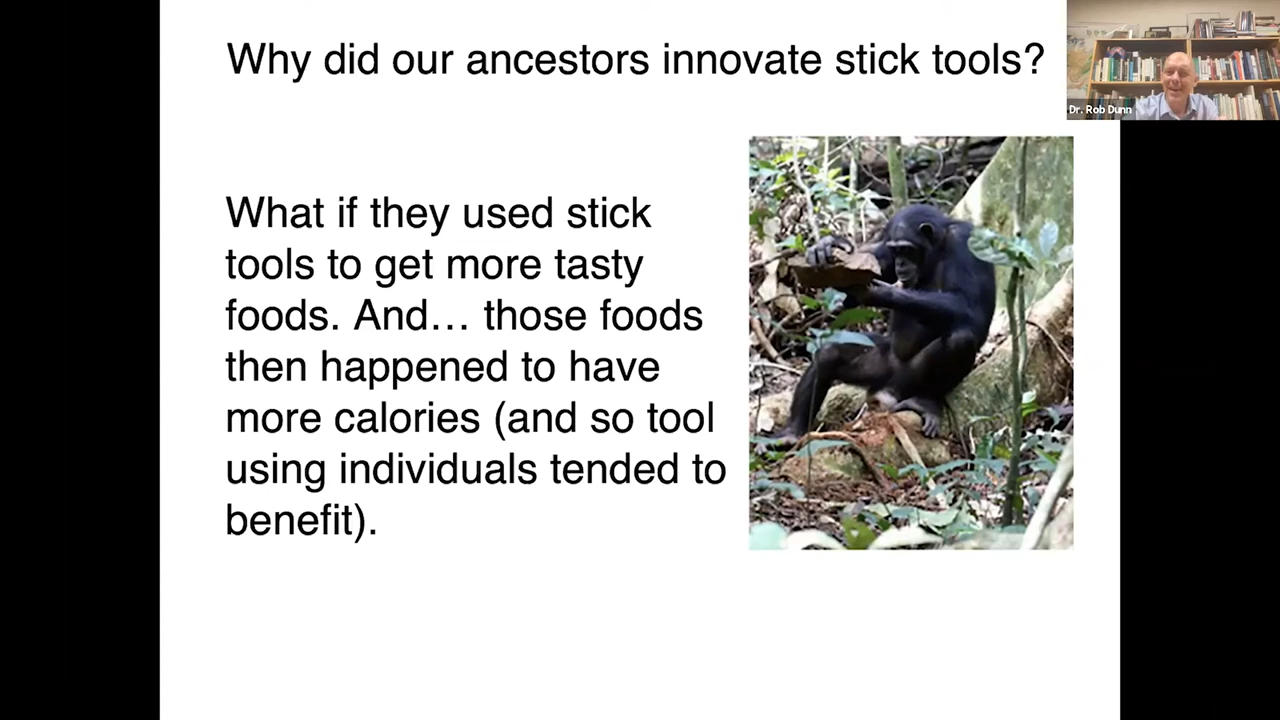 Why did our ancestors innovate stick tools?
Dr. Rob Dunn
What if they used stick
tools to get more tasty
foods. And… those foods
then happened to have
more calories (and so tool
using individuals tended to
benefit).